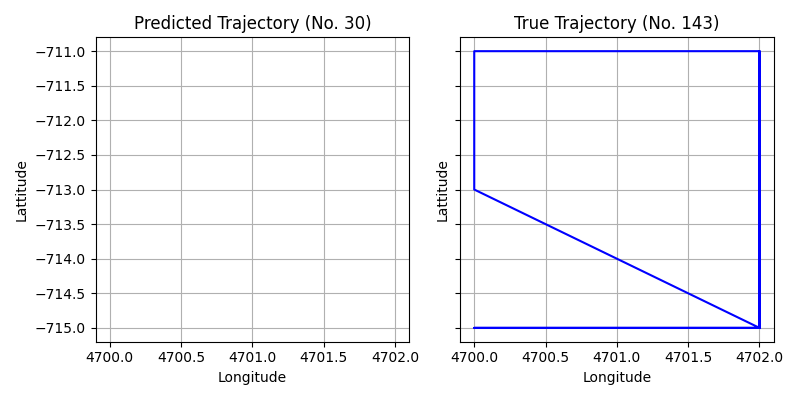 Predicted Trajectory (No. 30)
True Trajectory (No. 143)
−711.0
−711.5
−712.0
−712.5
−713.0
−713.5
−714.0
−714.5
−715.0
Lattitude
Lattitude
4700.0 4700.5 4701.0 4701.5 4702.0
4700.0 4700.5 4701.0 4701.5 4702.0
Longitude
Longitude